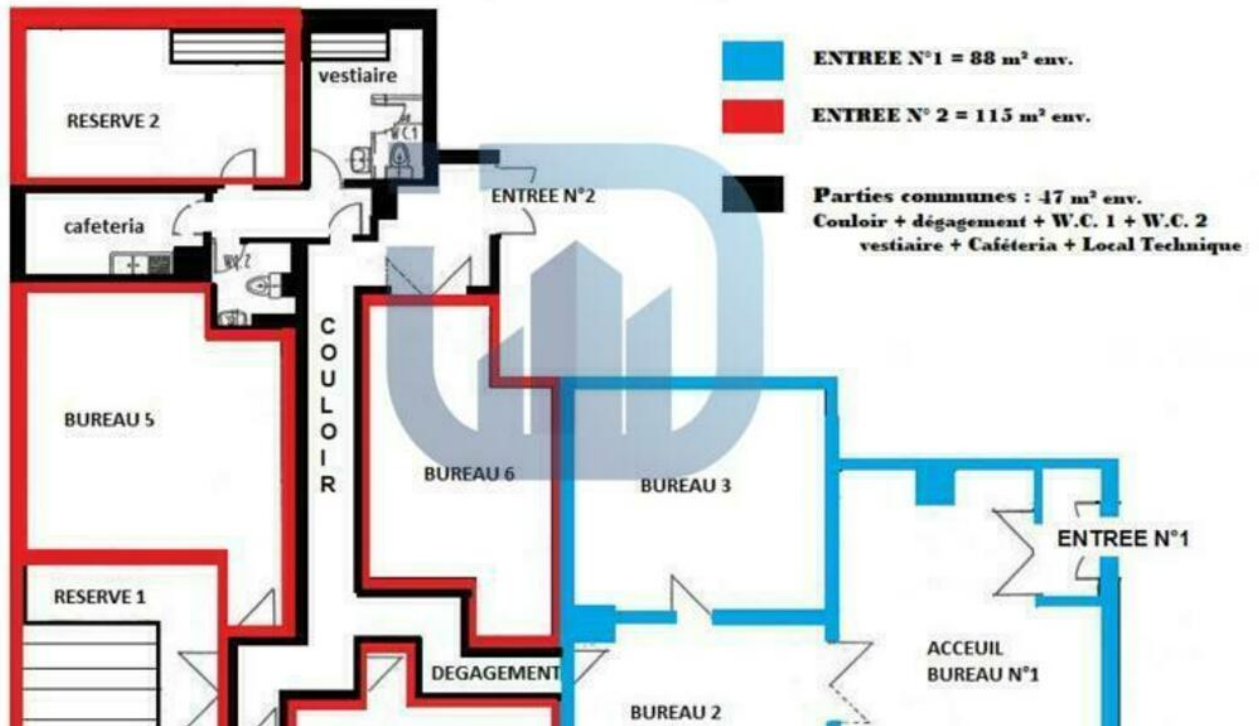 ENTREE N°1 = 88 m² env.
ENTREE N° 2 = 115 m² env.
Parties communes : 47 m² env.
Couloir + dégagement + W.C. 1 + W.C. 2
vestiaire + Caféteria + Local Technique
vestiaire
RESERVE 2
WC1
ENTREE N°2
cafeteria
COULOIR
BUREAU 5
BUREAU 6
BUREAU 3
ENTREE N°1
RESERVE 1
ACCEUIL
BUREAU N°1
DEGAGEMENT
BUREAU 2